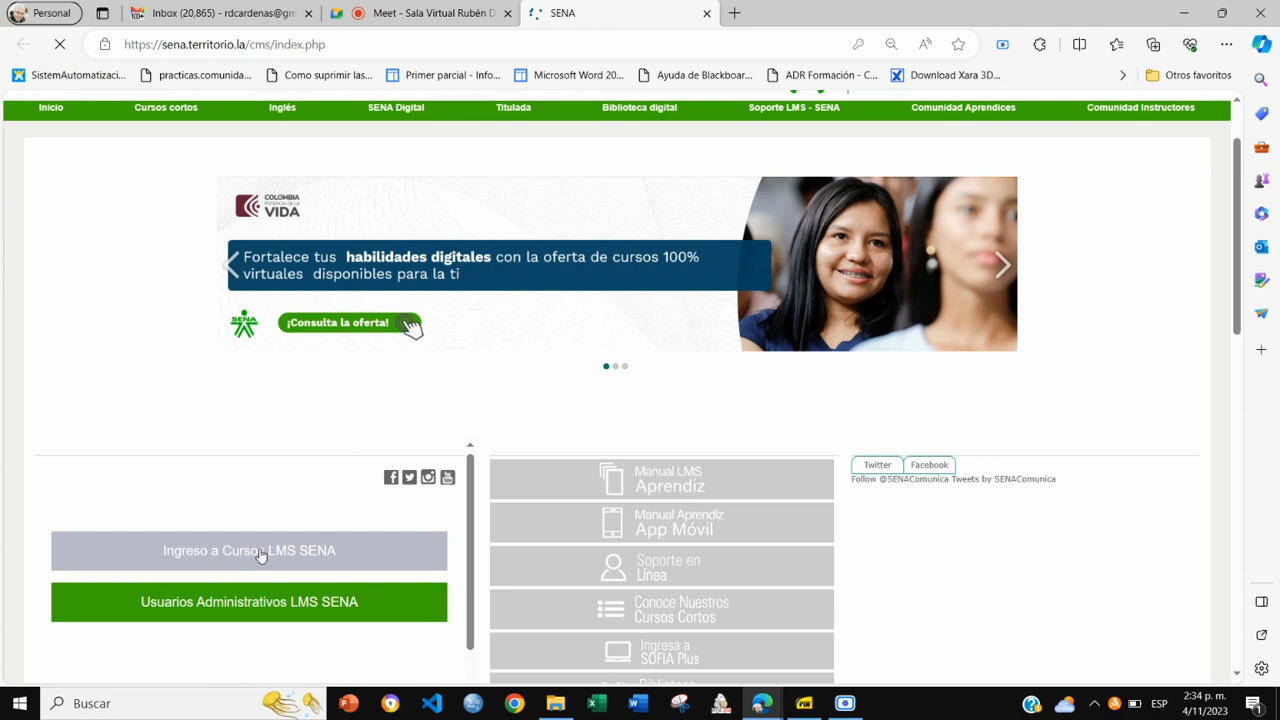 Personal
Inbox (20,865) - rdcardenas@gm
Meet - Sala Virtual Rubén D
SENA
https://sena.territorio.la/cms/index.php
SistemAutomatizaci...
practicas.comunida...
Como suprimir las...
Primer parcial - Info...
Microsoft Word 20...
Ayuda de Blackboar...
ADR Formación - C...
Download Xara 3D...
Otros favoritos
Inicio
Cursos cortos
Inglés
SENA Digital
Titulada
Biblioteca digital
Soporte LMS - SENA
Comunidad Aprendices
Comunidad Instructores
COLOMBIA
POTENCIA DE LA
VIDA
Fortalece tus habilidades digitales con la oferta de cursos 100%
virtuales disponibles para la ti
SENA
¡Consulta la oferta!
Ingreso a Cursos LMS SENA
Usuarios Administrativos LMS SENA
Manual LMS
Aprendiz
Manual Aprendiz
App Móvil
Soporte en
Línea
Conoce Nuestros
Cursos Cortos
Ingresa a
SOFIA Plus
Twitter
Facebook
Follow @SENAComunica Tweets by SENAComunica
Buscar
ESP
2:34 p. m.
4/11/2023